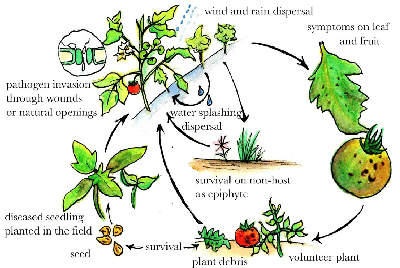 wind and rain dispersal
symptoms on leaf
and fruit
pathogen invasion
through wounds
or natural openings
water splashing
dispersal
survival on non-host
as epiphyte
diseased seedling
planted in the field
seed
survival
plant debris
volunteer plant